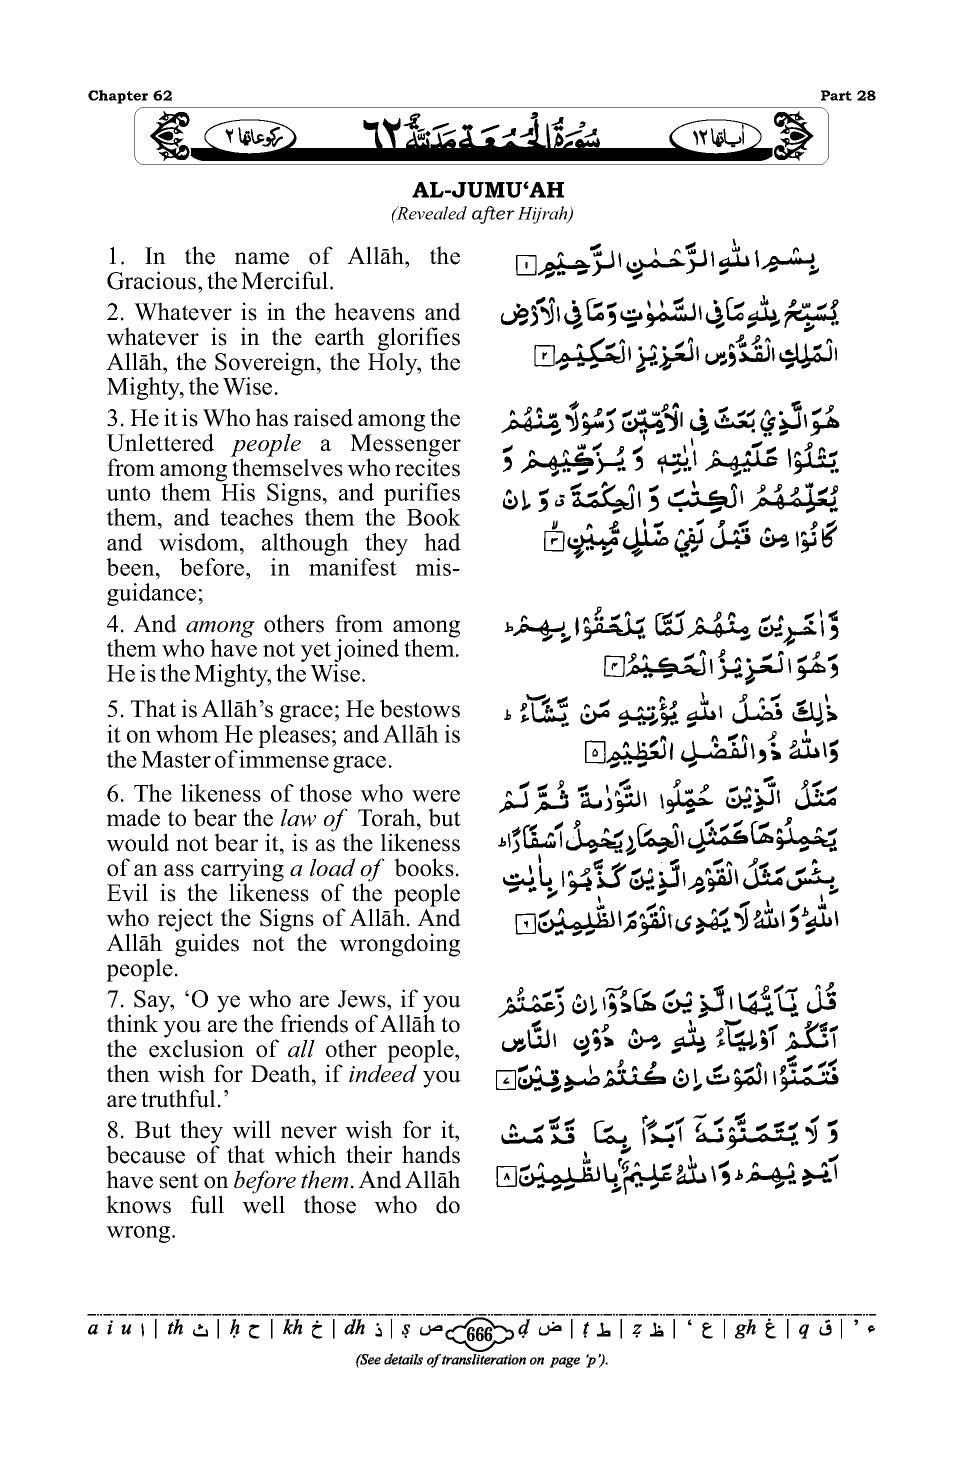 Chapter 62 Part 28
سُوْرَةُ الْجُمُعَةِ مَدَنِيَّةٌ ٦٢
اٰيَاتُهَا ١٢
رُكُوْعَاتُهَا ٢
AL-JUMU‘AH
(Revealed after Hijrah)
1. In the name of Allāh, the
Gracious, the Merciful.
2. Whatever is in the heavens and
whatever is in the earth glorifies
Allāh, the Sovereign, the Holy, the
Mighty, the Wise.
3. He it is Who has raised among the
Unlettered people a Messenger
from among themselves who recites
unto them His Signs, and purifies
them, and teaches them the Book
and wisdom, although they had
been, before, in manifest mis-
guidance;
4. And among others from among
them who have not yet joined them.
He is the Mighty, the Wise.
5. That is Allāh’s grace; He bestows
it on whom He pleases; and Allāh is
the Master of immense grace.
6. The likeness of those who were
made to bear the law of Torah, but
would not bear it, is as the likeness
of an ass carrying a load of books.
Evil is the likeness of the people
who reject the Signs of Allāh. And
Allāh guides not the wrongdoing
people.
7. Say, ‘O ye who are Jews, if you
think you are the friends of Allāh to
the exclusion of all other people,
then wish for Death, if indeed you
are truthful.’
8. But they will never wish for it,
because of that which their hands
have sent on before them. And Allāh
knows full well those who do
wrong.
بِسْمِ اللّٰهِ الرَّحْمٰنِ الرَّحِيْمِ ١
يُسَبِّحُ لِلّٰهِ مَا فِى السَّمٰوٰتِ وَمَا فِى الْاَرْضِ
الْمَلِكِ الْقُدُّوْسِ الْعَزِيْزِ الْحَكِيْمِ ٢
هُوَ الَّذِيْ بَعَثَ فِى الْاُمِّيّٖنَ رَسُوْلًا مِّنْهُمْ
يَتْلُوْا عَلَيْهِمْ اٰيٰتِهٖ وَ يُزَكِّيْهِمْ وَ
يُعَلِّمُهُمُ الْكِتٰبَ وَ الْحِكْمَةَ ۗ وَ اِنْ
كَانُوْا مِنْ قَبْلُ لَفِيْ ضَلٰلٍ مُّبِيْنٍ ٣
وَّاٰخَرِيْنَ مِنْهُمْ لَمَّا يَلْحَقُوْا بِهِمْ ؕ
وَهُوَ الْعَزِيْزُ الْحَكِيْمُ ٤
ذٰلِكَ فَضْلُ اللّٰهِ يُؤْتِيْهِ مَنْ يَّشَآءُ ؕ
وَاللّٰهُ ذُوالْفَضْلِ الْعَظِيْمِ ٥
مَثَلُ الَّذِيْنَ حُمِّلُوا التَّوْرٰىةَ ثُمَّ لَمْ
يَحْمِلُوْهَا كَمَثَلِ الْحِمَارِ يَحْمِلُ اَسْفَارًا ؕ
بِئْسَ مَثَلُ الْقَوْمِ الَّذِيْنَ كَذَّبُوْا بِاٰيٰتِ
اللّٰهِ ؕ وَ اللّٰهُ لَا يَهْدِى الْقَوْمَ الظّٰلِمِيْنَ ٦
قُلْ يٰۤاَيُّهَا الَّذِيْنَ هَادُوْۤا اِنْ زَعَمْتُمْ
اَنَّكُمْ اَوْلِيَآءُ لِلّٰهِ مِنْ دُوْنِ النَّاسِ
فَتَمَنَّوُا الْمَوْتَ اِنْ كُنْتُمْ صٰدِقِيْنَ ٧
وَ لَا يَتَمَنَّوْنَهٗۤ اَبَدًۢا بِمَا قَدَّمَتْ
اَيْدِيْهِمْ ؕ وَ اللّٰهُ عَلِيْمٌۢ بِالظّٰلِمِيْنَ ٨
a i u ا | th ث | ḥ ح | kh خ | dh ذ | ṣ ص 666 ḍ ض | ṭ ط | ẓ ظ | ‘ ع | gh غ | q ق | ’ ء
(See details of transliteration on page ‘p’).